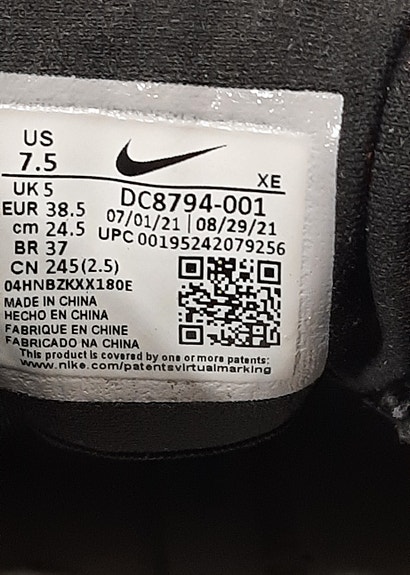 US
7.5
XE
UK 5
EUR 38.5
cm 24.5
BR 37
CN 245(2.5)
DC8794-001
07/01/21 | 08/29/21
UPC 00195242079256
04HNBZKXX180E
MADE IN CHINA
HECHO EN CHINA
FABRIQUE EN CHINE
FABRICADO NA CHINA
This product is covered by one or more patents:
www.nike.com/patentsvirtualmarking